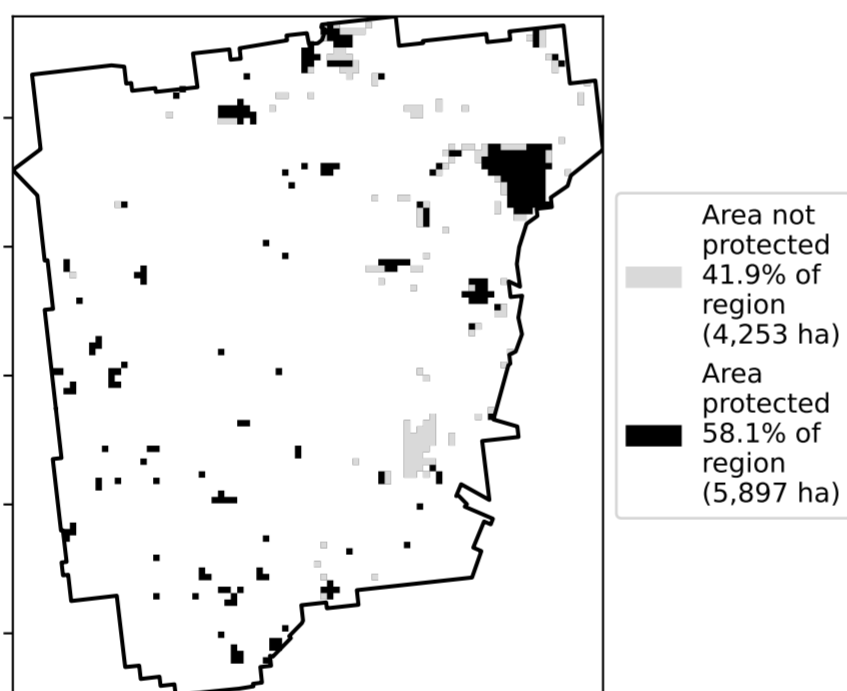 Area not
protected
41.9% of
region
(4,253 ha)
Area
protected
58.1% of
region
(5,897 ha)